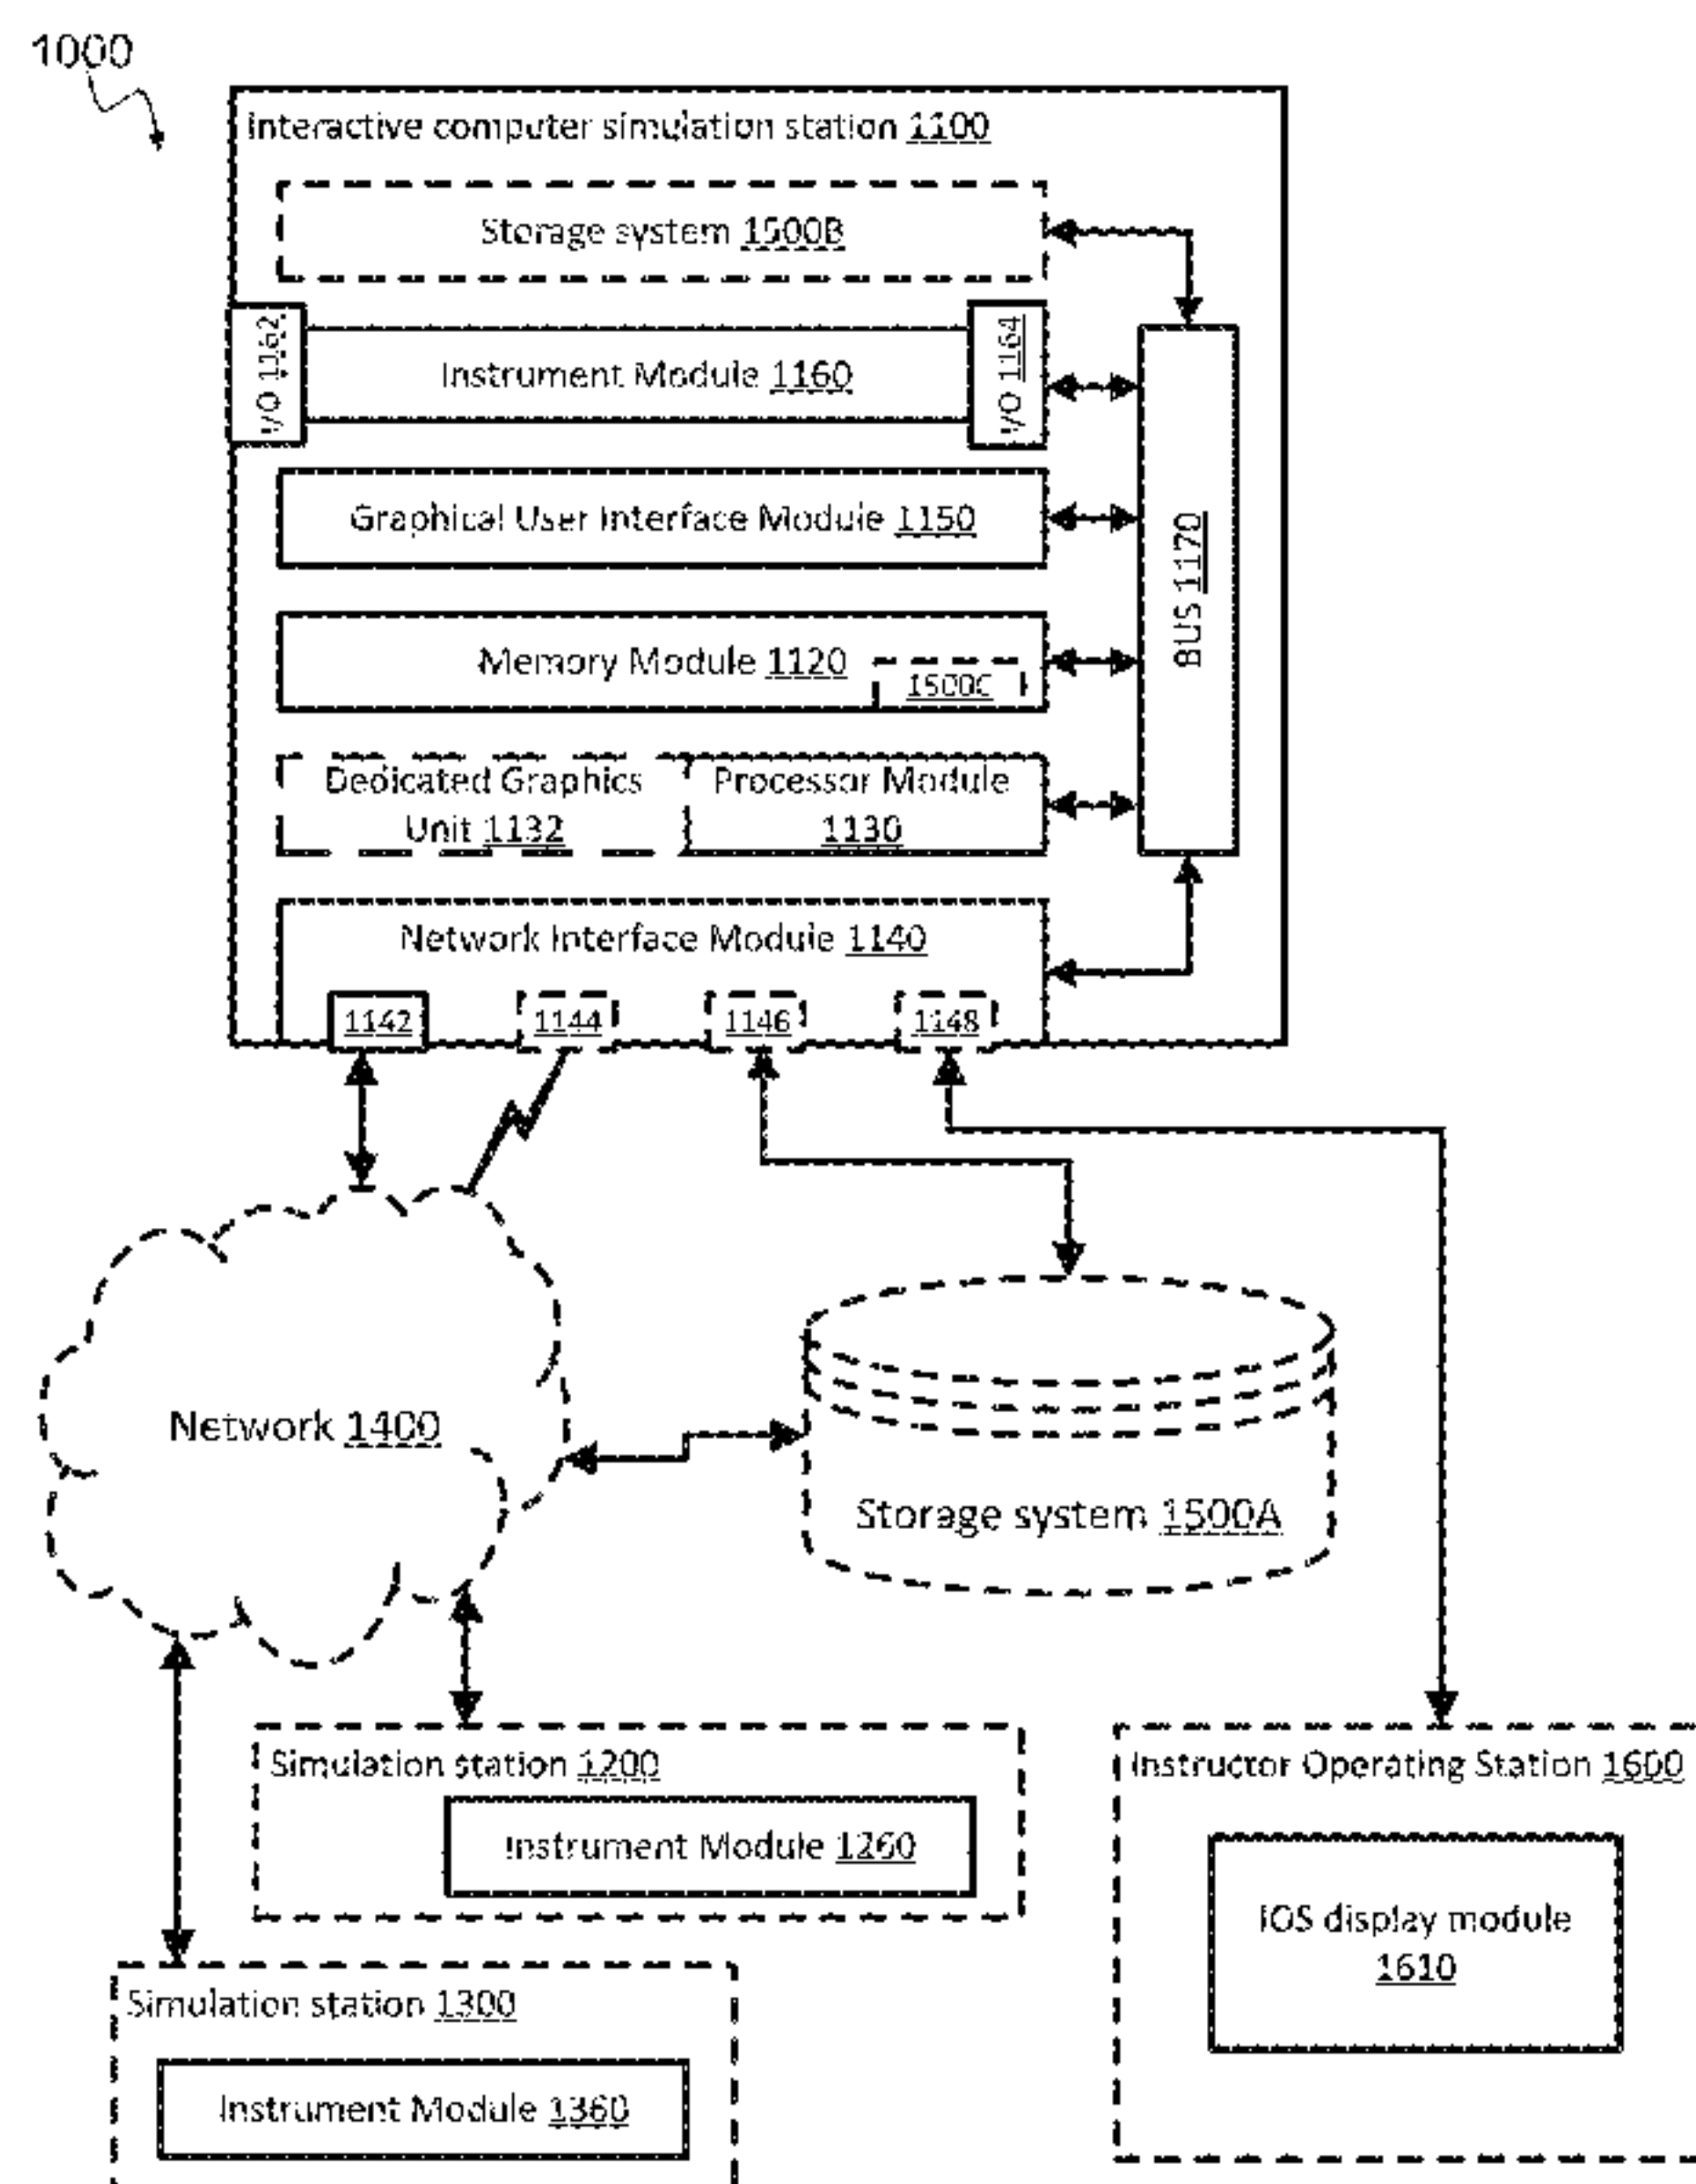 1000
Interactive computer simulation station 1100
Storage system 1500B
I/O 1162
Instrument Module 1160
I/O 1164
Graphical User Interface Module 1150
BUS 1170
Memory Module 1120
1500C
Dedicated Graphics
Unit 1132
Processor Module
1130
Network Interface Module 1140
1142
1144
1146
1148
Network 1400
Storage system 1500A
Simulation station 1200
Instrument Module 1260
Instructor Operating Station 1600
IOS display module
1610
Simulation station 1300
Instrument Module 1360